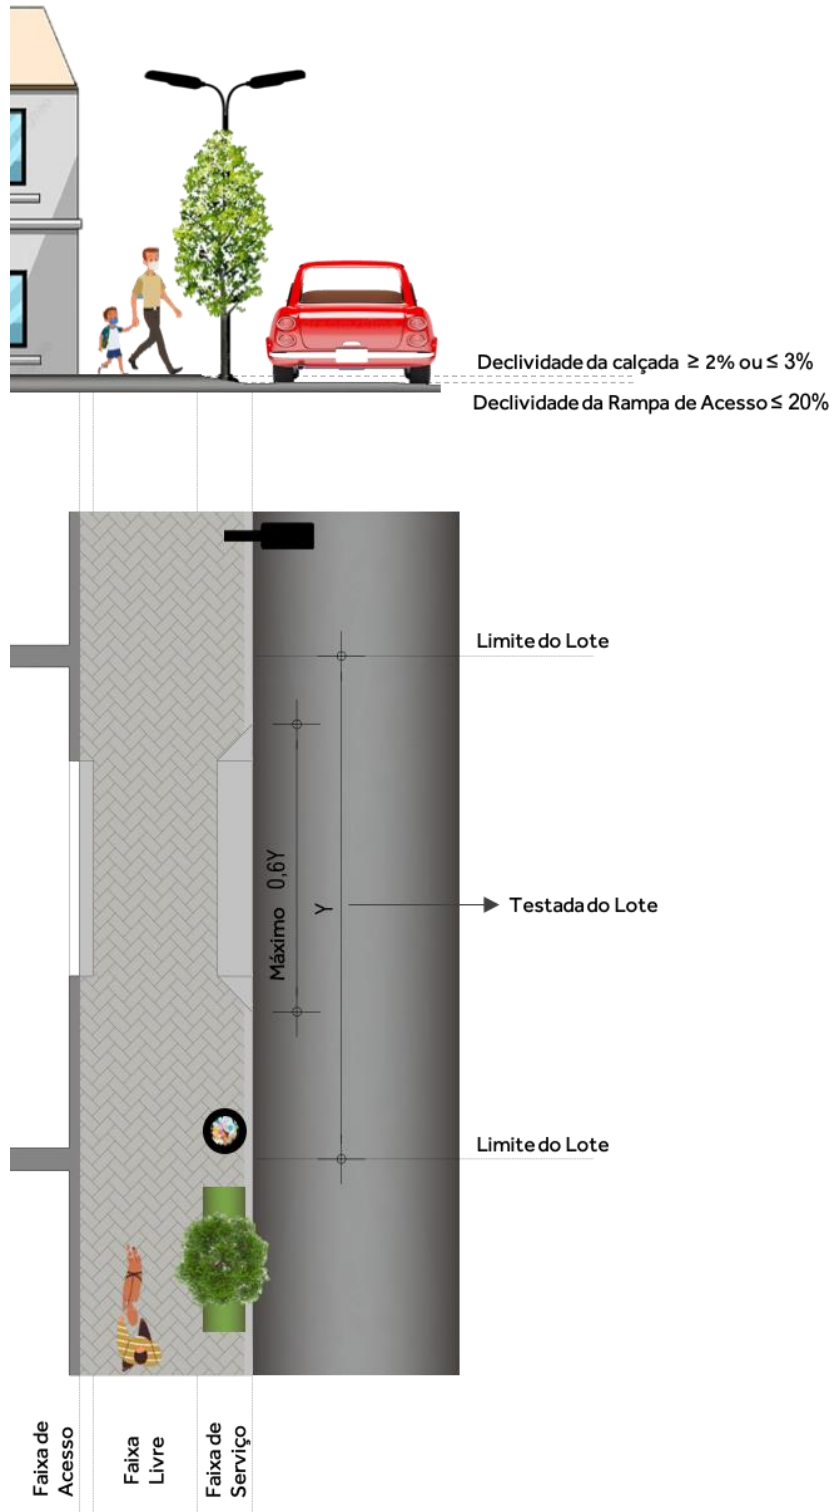 Declividade da calçada ≥ 2% ou ≤ 3%
Declividade da Rampa de Acesso ≤ 20%
Limite do Lote
Máximo 0,6Y
Y
Testada do Lote
Limite do Lote
Faixa de
Acesso
Faixa
Livre
Faixa de
Serviço